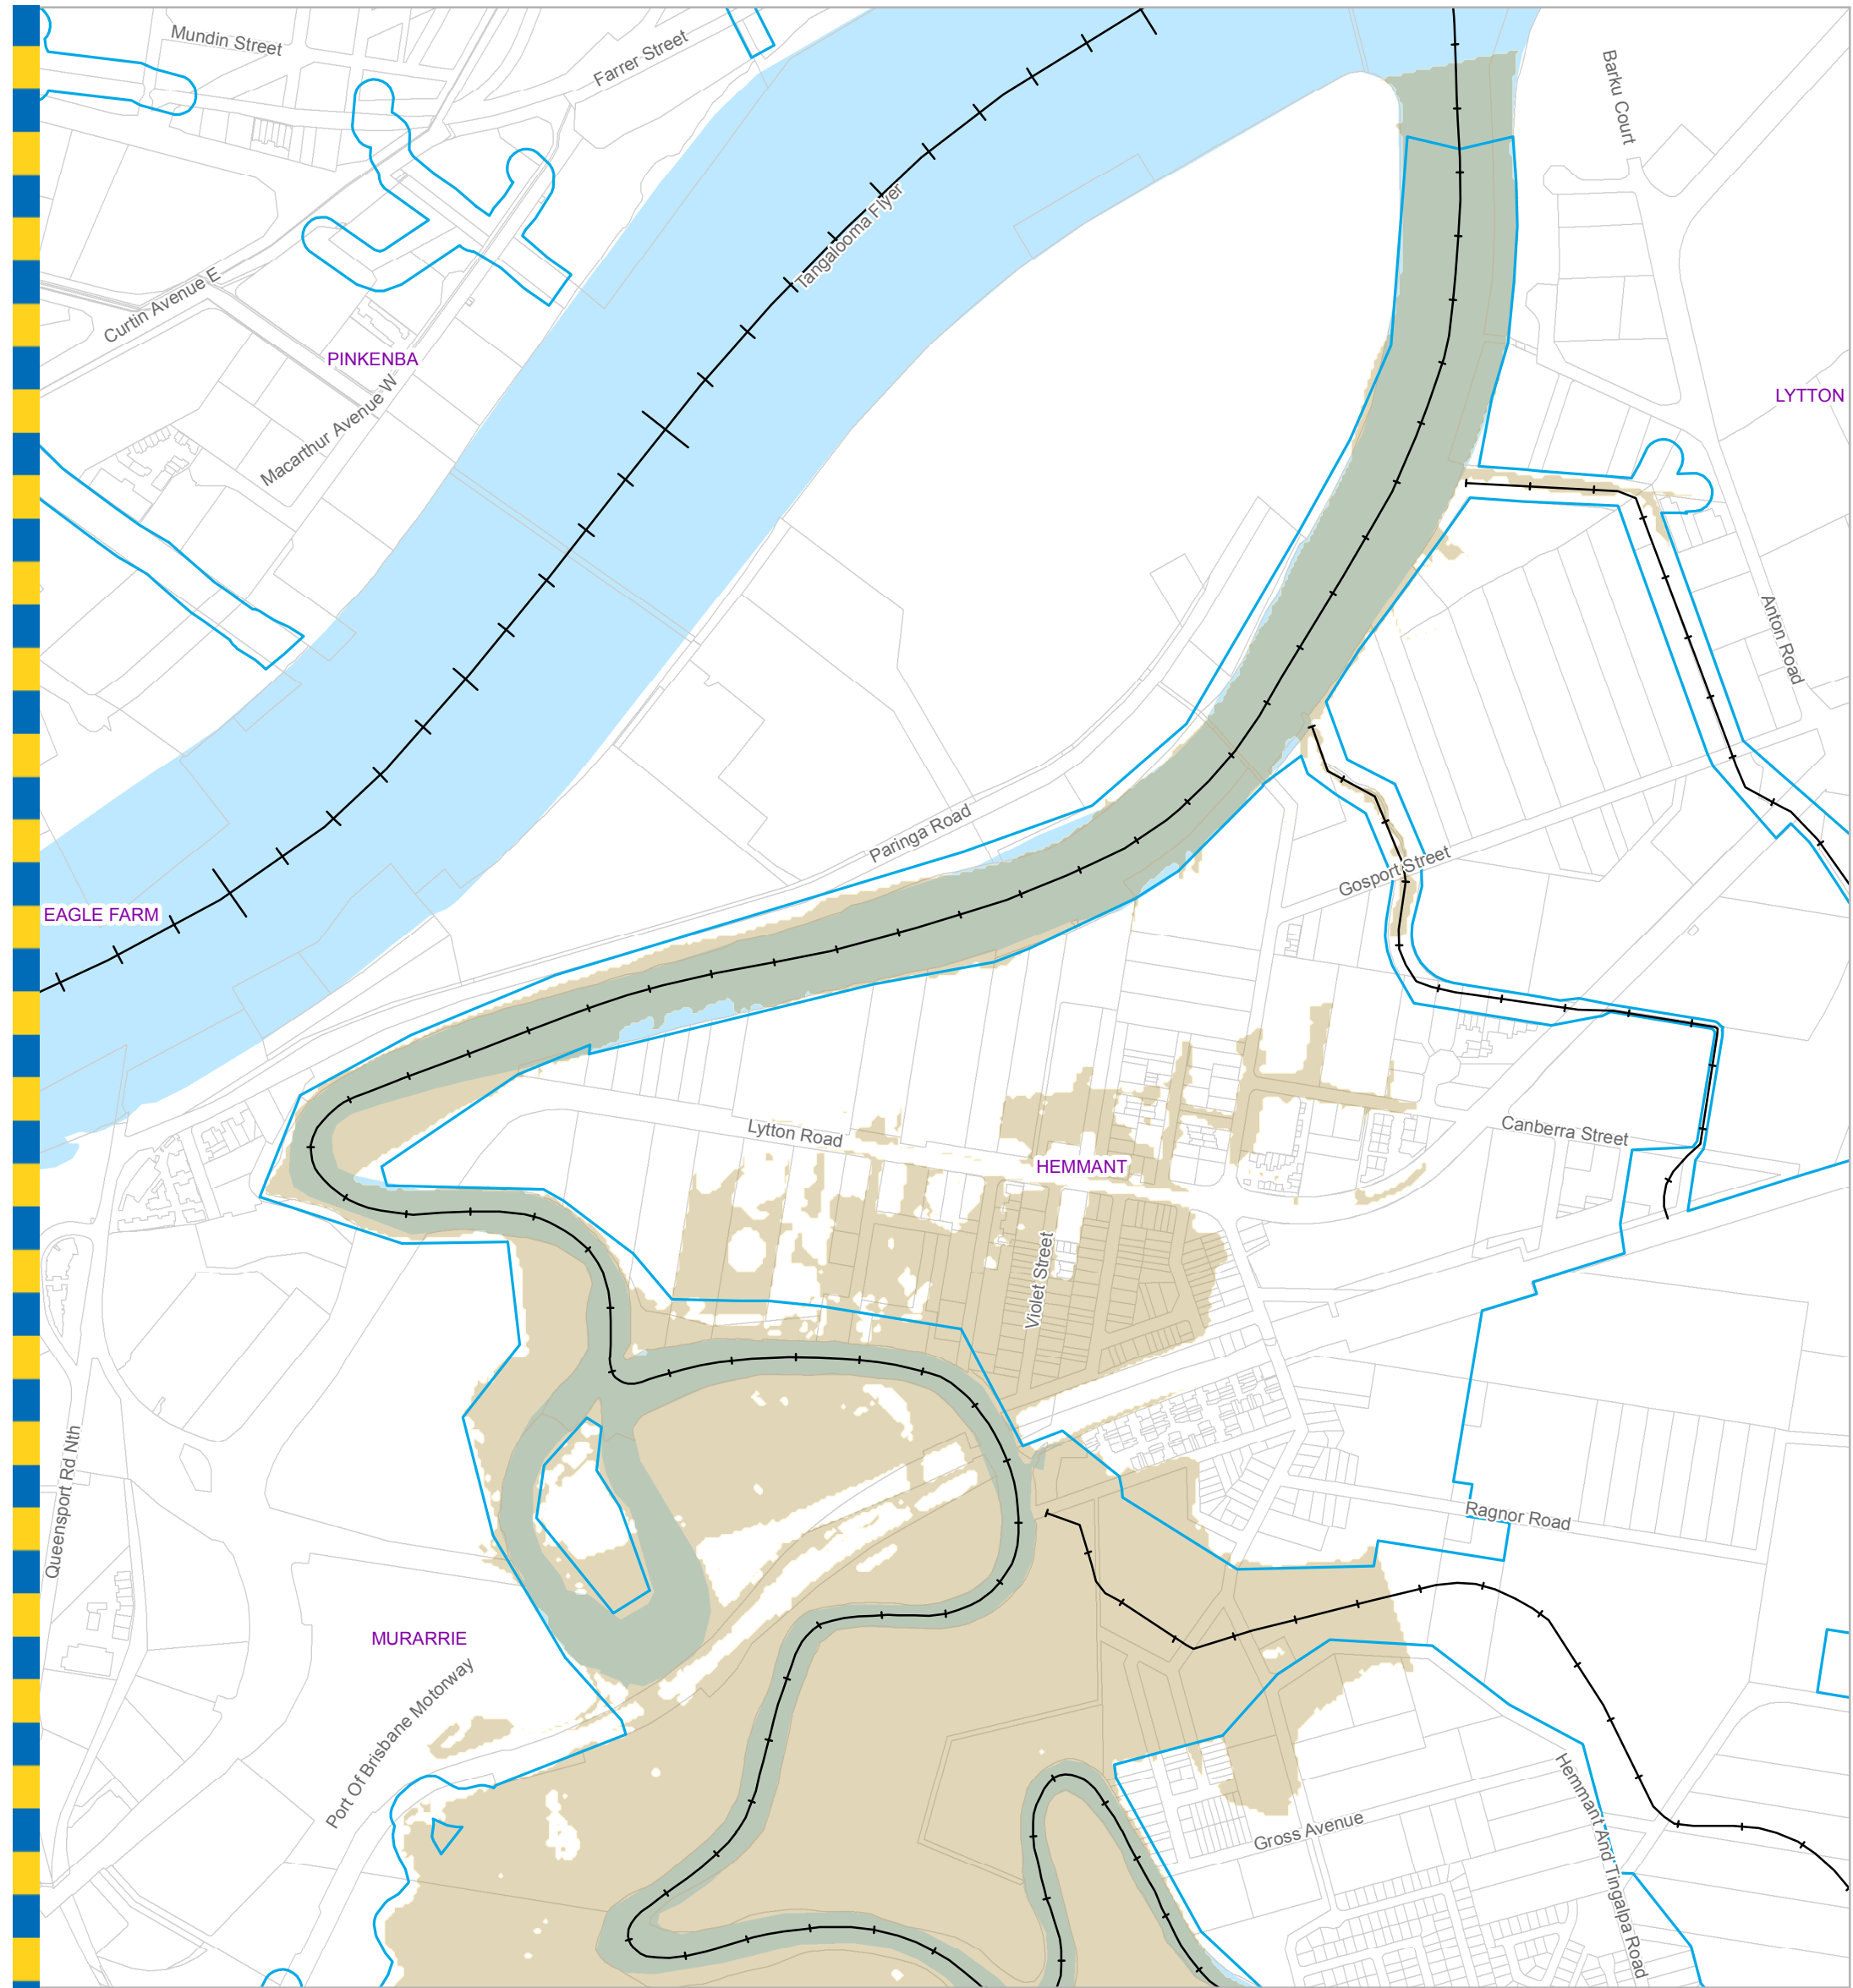 Mundin Street
Farrer Street
Barku Court
Tangalooma Flyer
Curtin Avenue E
PINKENBA
LYTTON
Macarthur Avenue W
Anton Road
Paringa Road
Gosport Street
EAGLE FARM
Lytton Road
Canberra Street
HEMMANT
Violet Street
Queensport Rd Nth
Ragnor Road
MURARRIE
Port Of Brisbane Motorway
Gross Avenue
Hemmant And Tingalpa Road